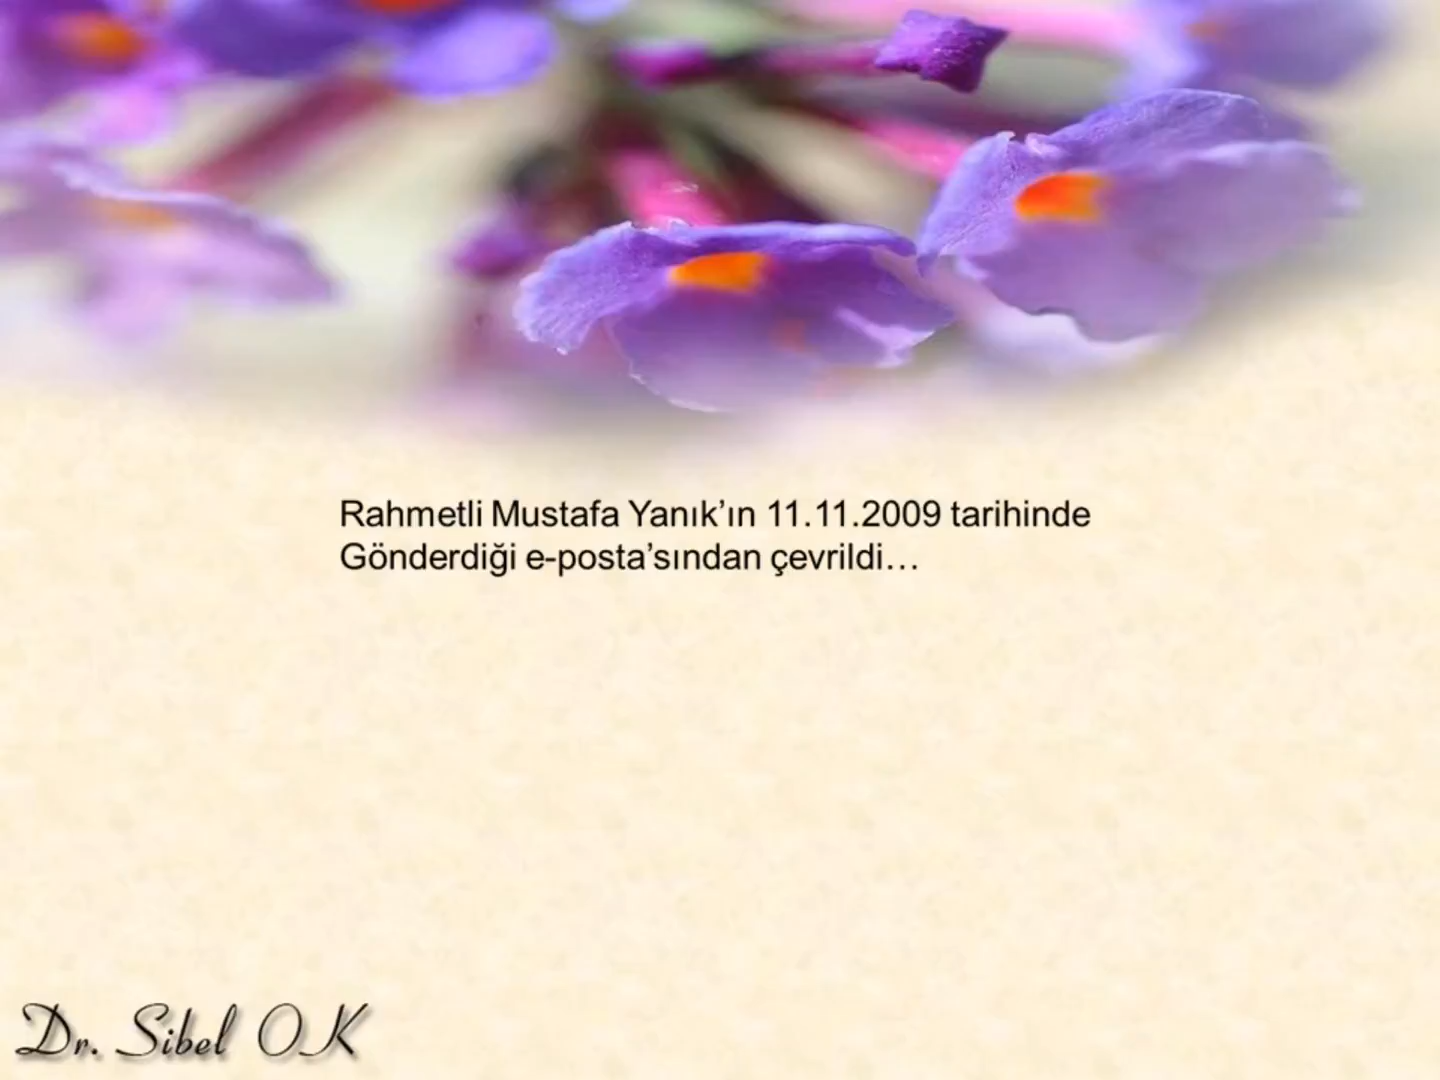 Rahmetli Mustafa Yanık’ın 11.11.2009 tarihinde
Gönderdiği e-posta’sından çevrildi…
Dr. Sibel OK